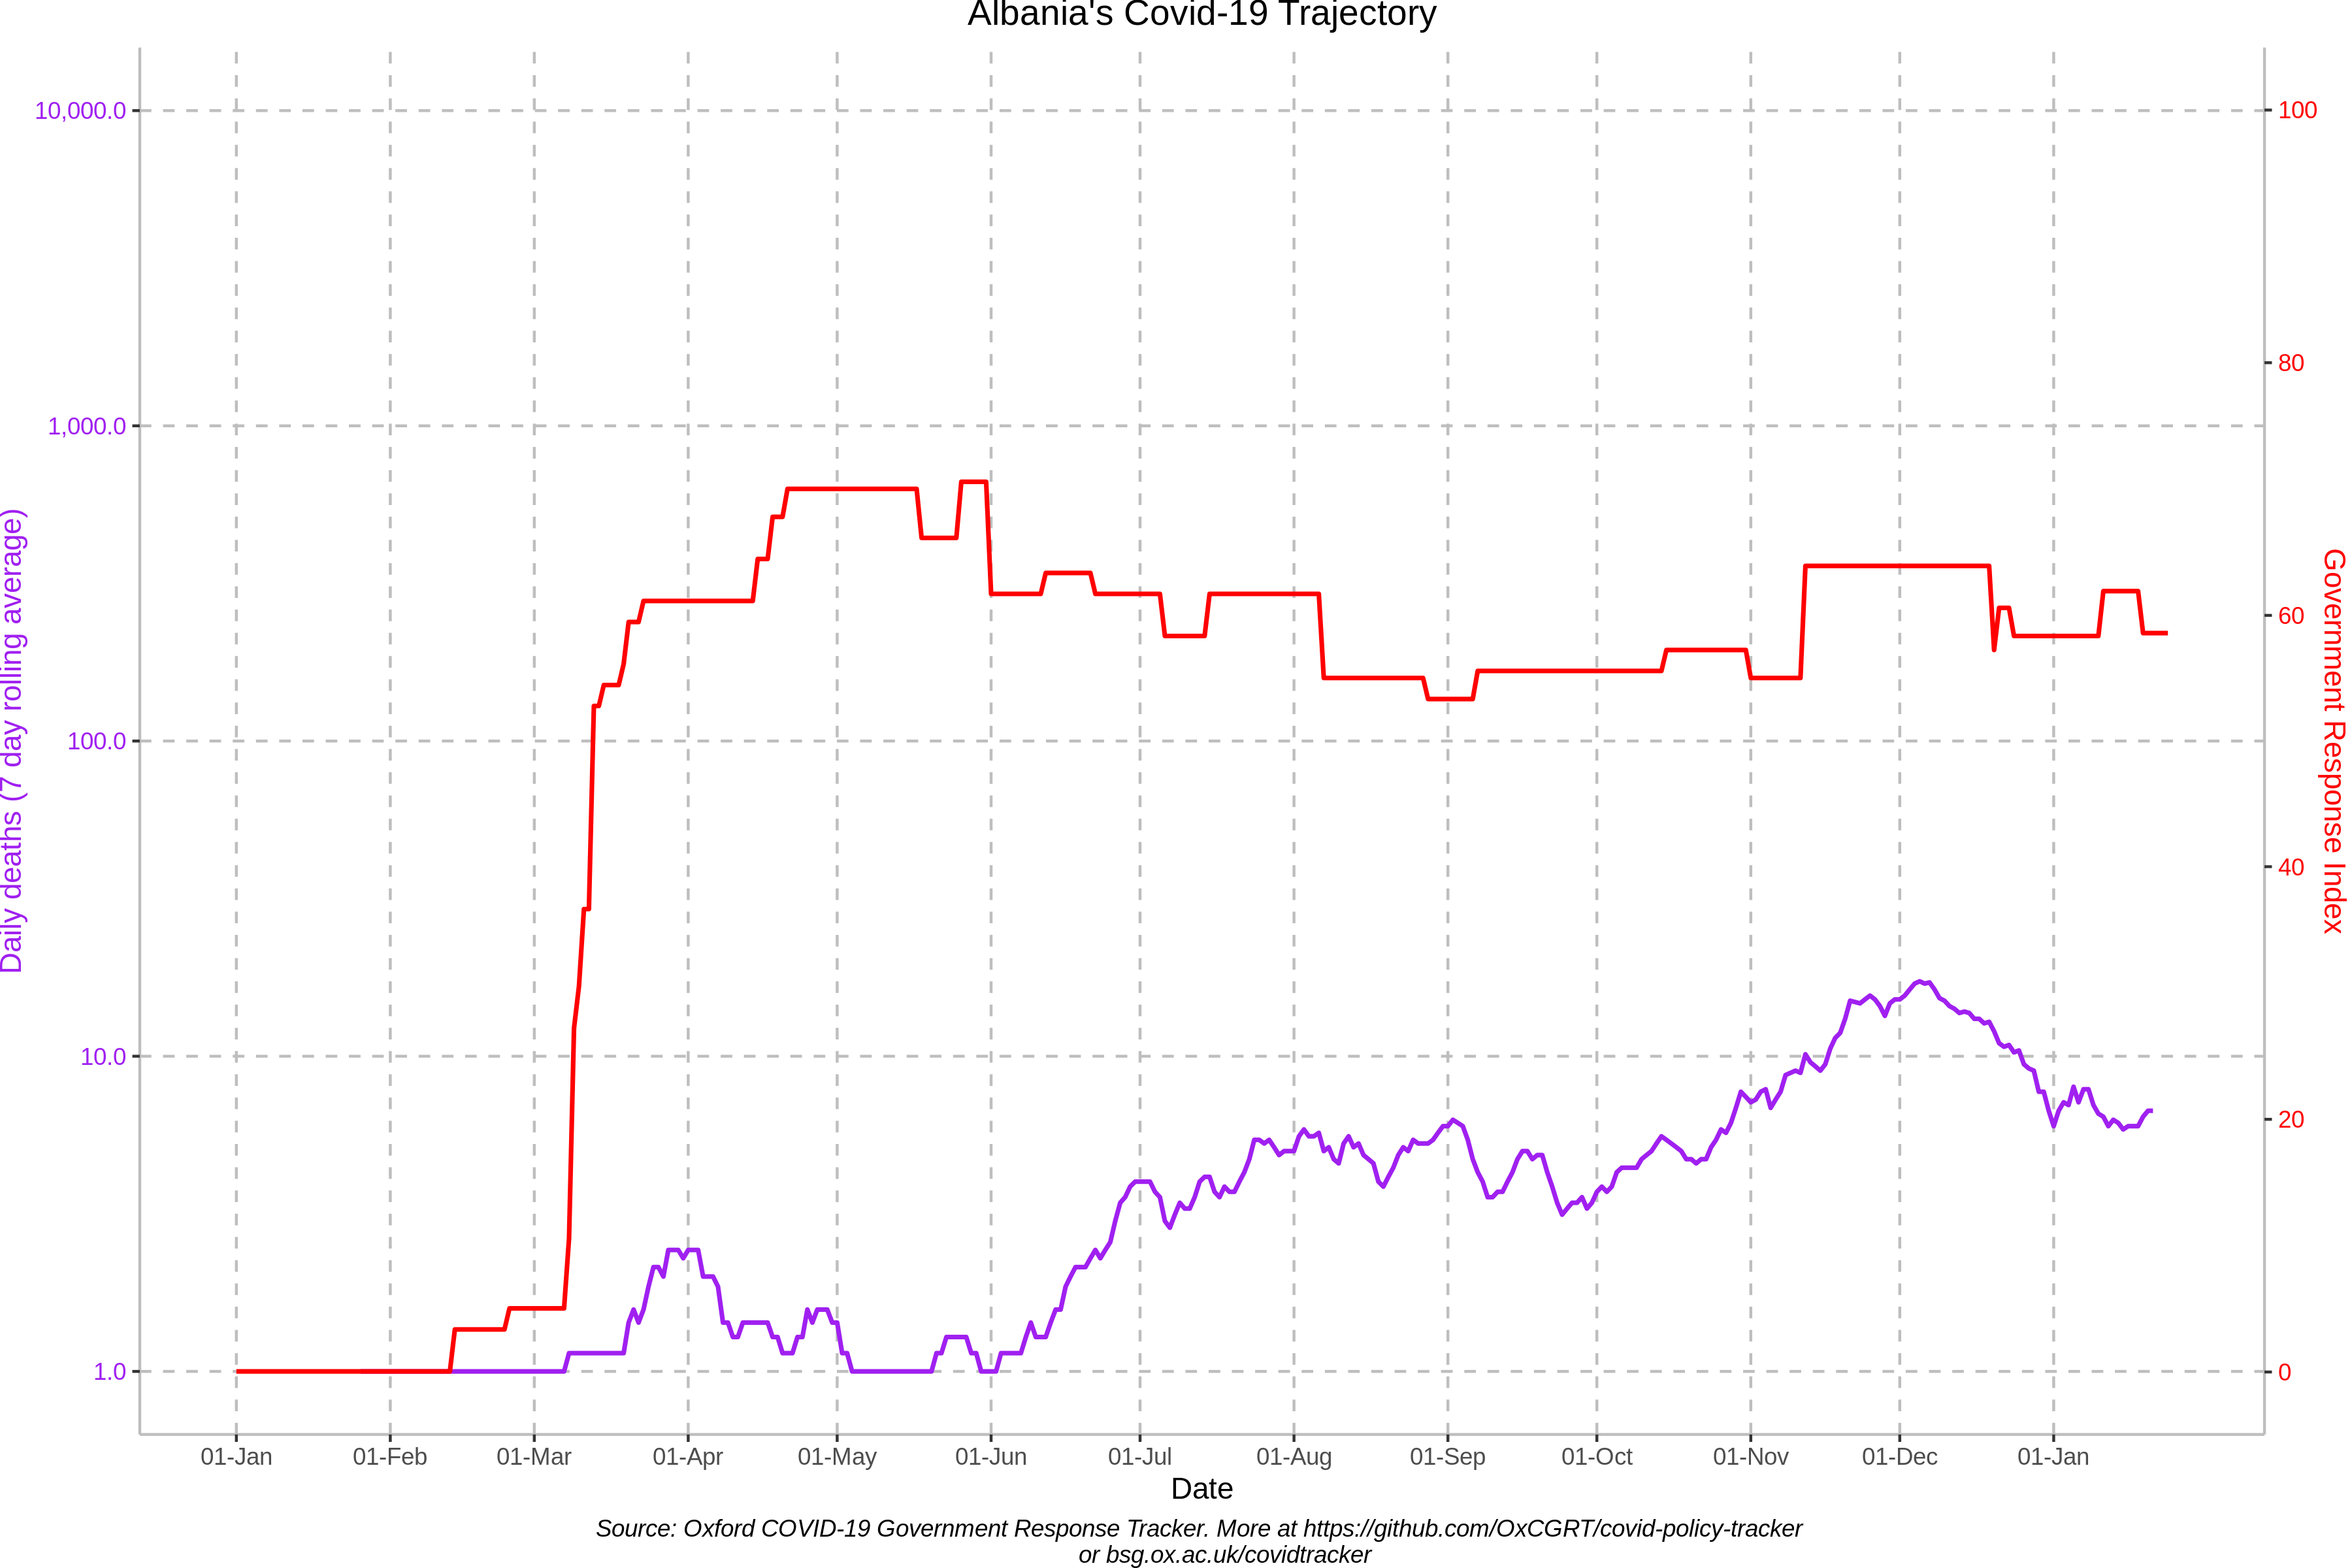 Albania's Covid-19 Trajectory
10,000.0
1,000.0
100.0
10.0
1.0
Daily deaths (7 day rolling average)
100
80
60
40
20
0
Government Response Index
01-Jan 01-Feb 01-Mar 01-Apr 01-May 01-Jun 01-Jul 01-Aug 01-Sep 01-Oct 01-Nov 01-Dec 01-Jan
Date
Source: Oxford COVID-19 Government Response Tracker. More at https://github.com/OxCGRT/covid-policy-tracker
or bsg.ox.ac.uk/covidtracker